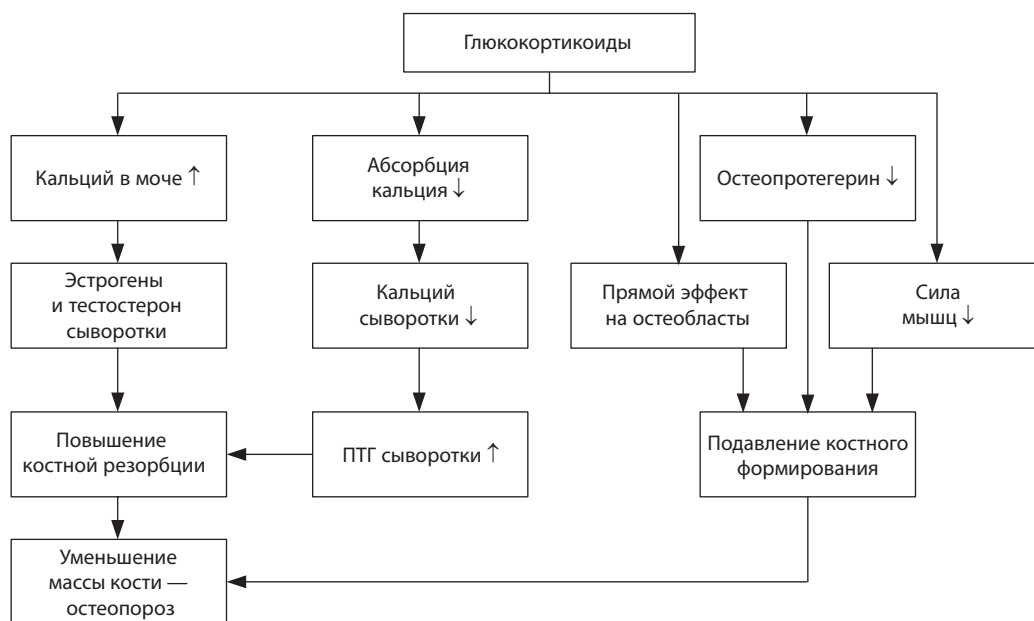 Глюкокортикоиды
Кальций в моче ↑
Абсорбция
кальция ↓
Остеопротегерин ↓
Эстрогены
и тестостерон
сыворотки
Кальций
сыворотки ↓
Прямой эффект
на остеобласты
Сила
мышц ↓
Повышение
костной резорбции
ПТГ сыворотки ↑
Подавление костного
формирования
Уменьшение
массы кости —
остеопороз